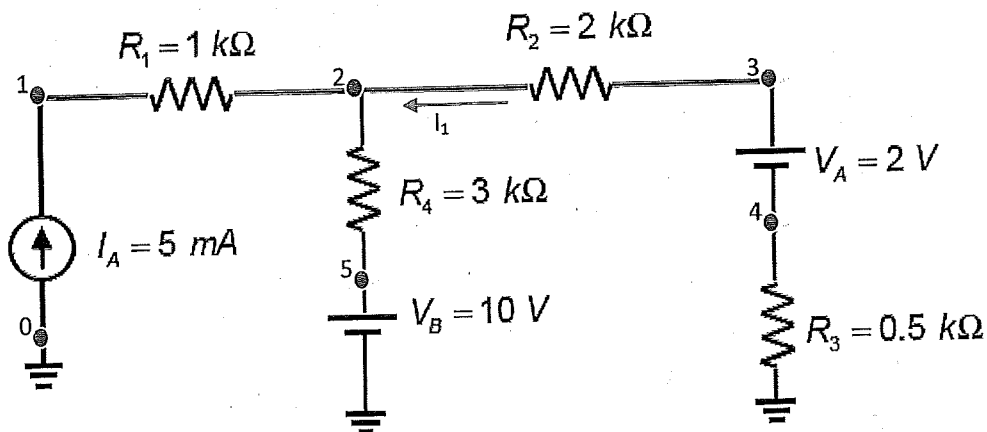 R₁ = 1 kΩ
R₂ = 2 kΩ
1
2
3
I₁
V_A = 2 V
R₄ = 3 kΩ
4
I_A = 5 mA
5
V_B = 10 V
0
R₃ = 0.5 kΩ